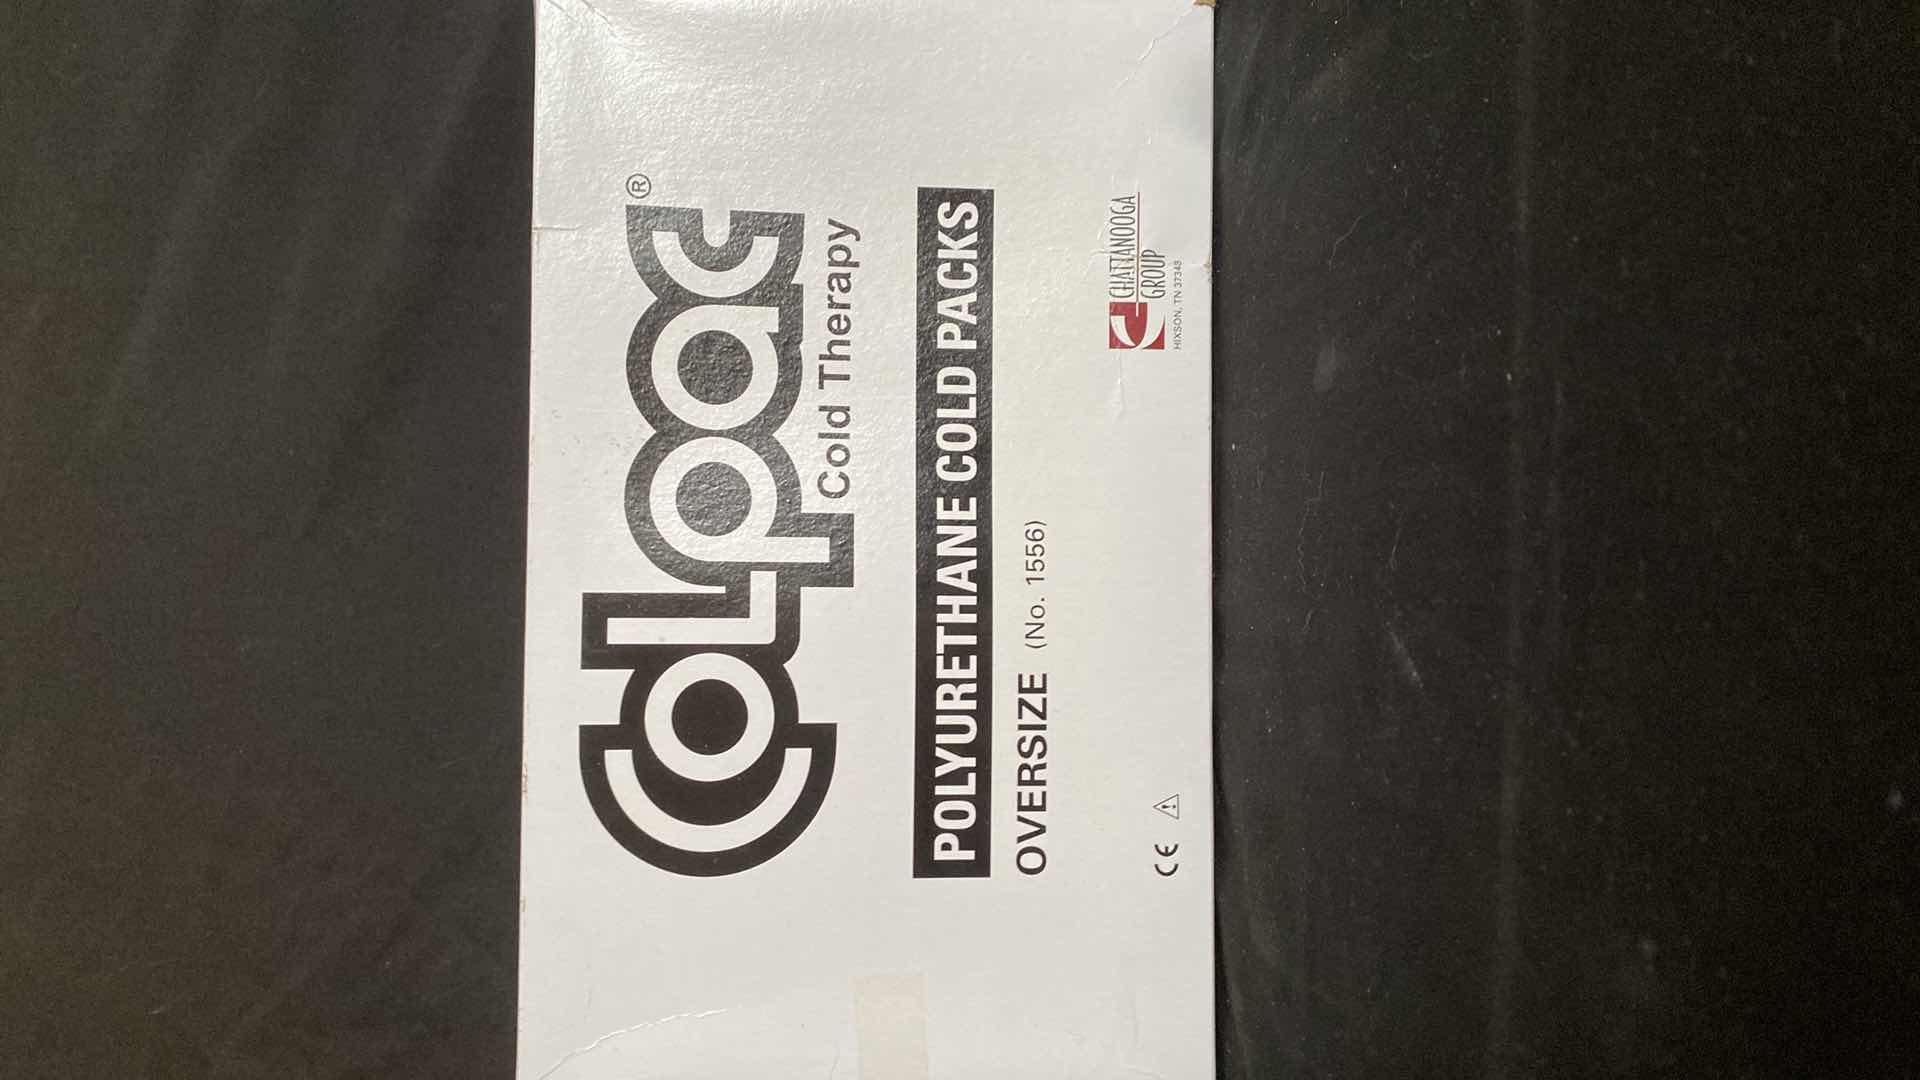 ColpaC®
Cold Therapy
POLYURETHANE COLD PACKS
OVERSIZE (No. 1556)
CHATTANOOGA
GROUP
HIXSON, TN 37343
CE